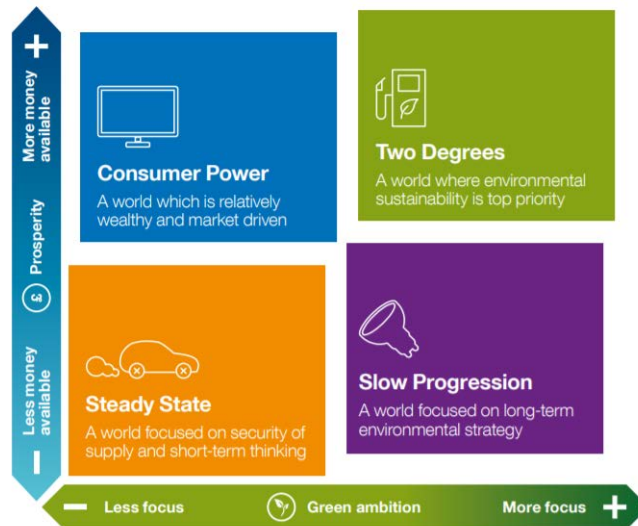 More money
available
Prosperity
£
Less money
available
Consumer Power
A world which is relatively
wealthy and market driven
Two Degrees
A world where environmental
sustainability is top priority
Steady State
A world focused on security of
supply and short-term thinking
Slow Progression
A world focused on long-term
environmental strategy
Less focus
Green ambition
More focus